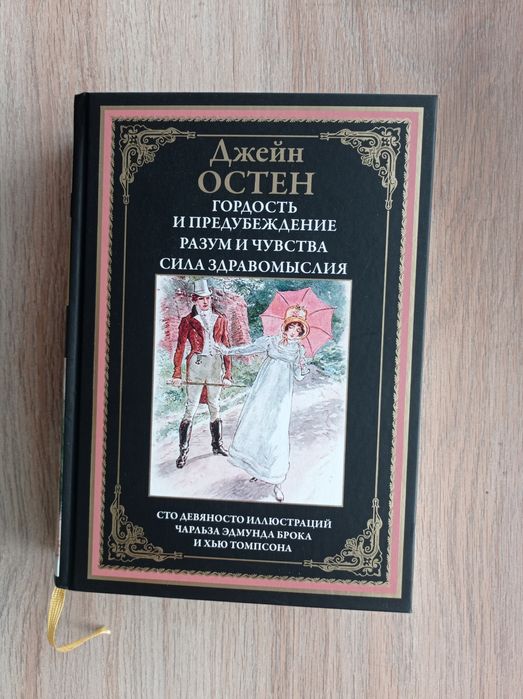 Джейн
ОСТЕН
ГОРДОСТЬ
И ПРЕДУБЕЖДЕНИЕ
РАЗУМ И ЧУВСТВА
СИЛА ЗДРАВОМЫСЛИЯ
СТО ДЕВЯНОСТО ИЛЛЮСТРАЦИЙ
ЧАРЛЬЗА ЭДМУНДА БРОКА
И ХЬЮ ТОМПСОНА